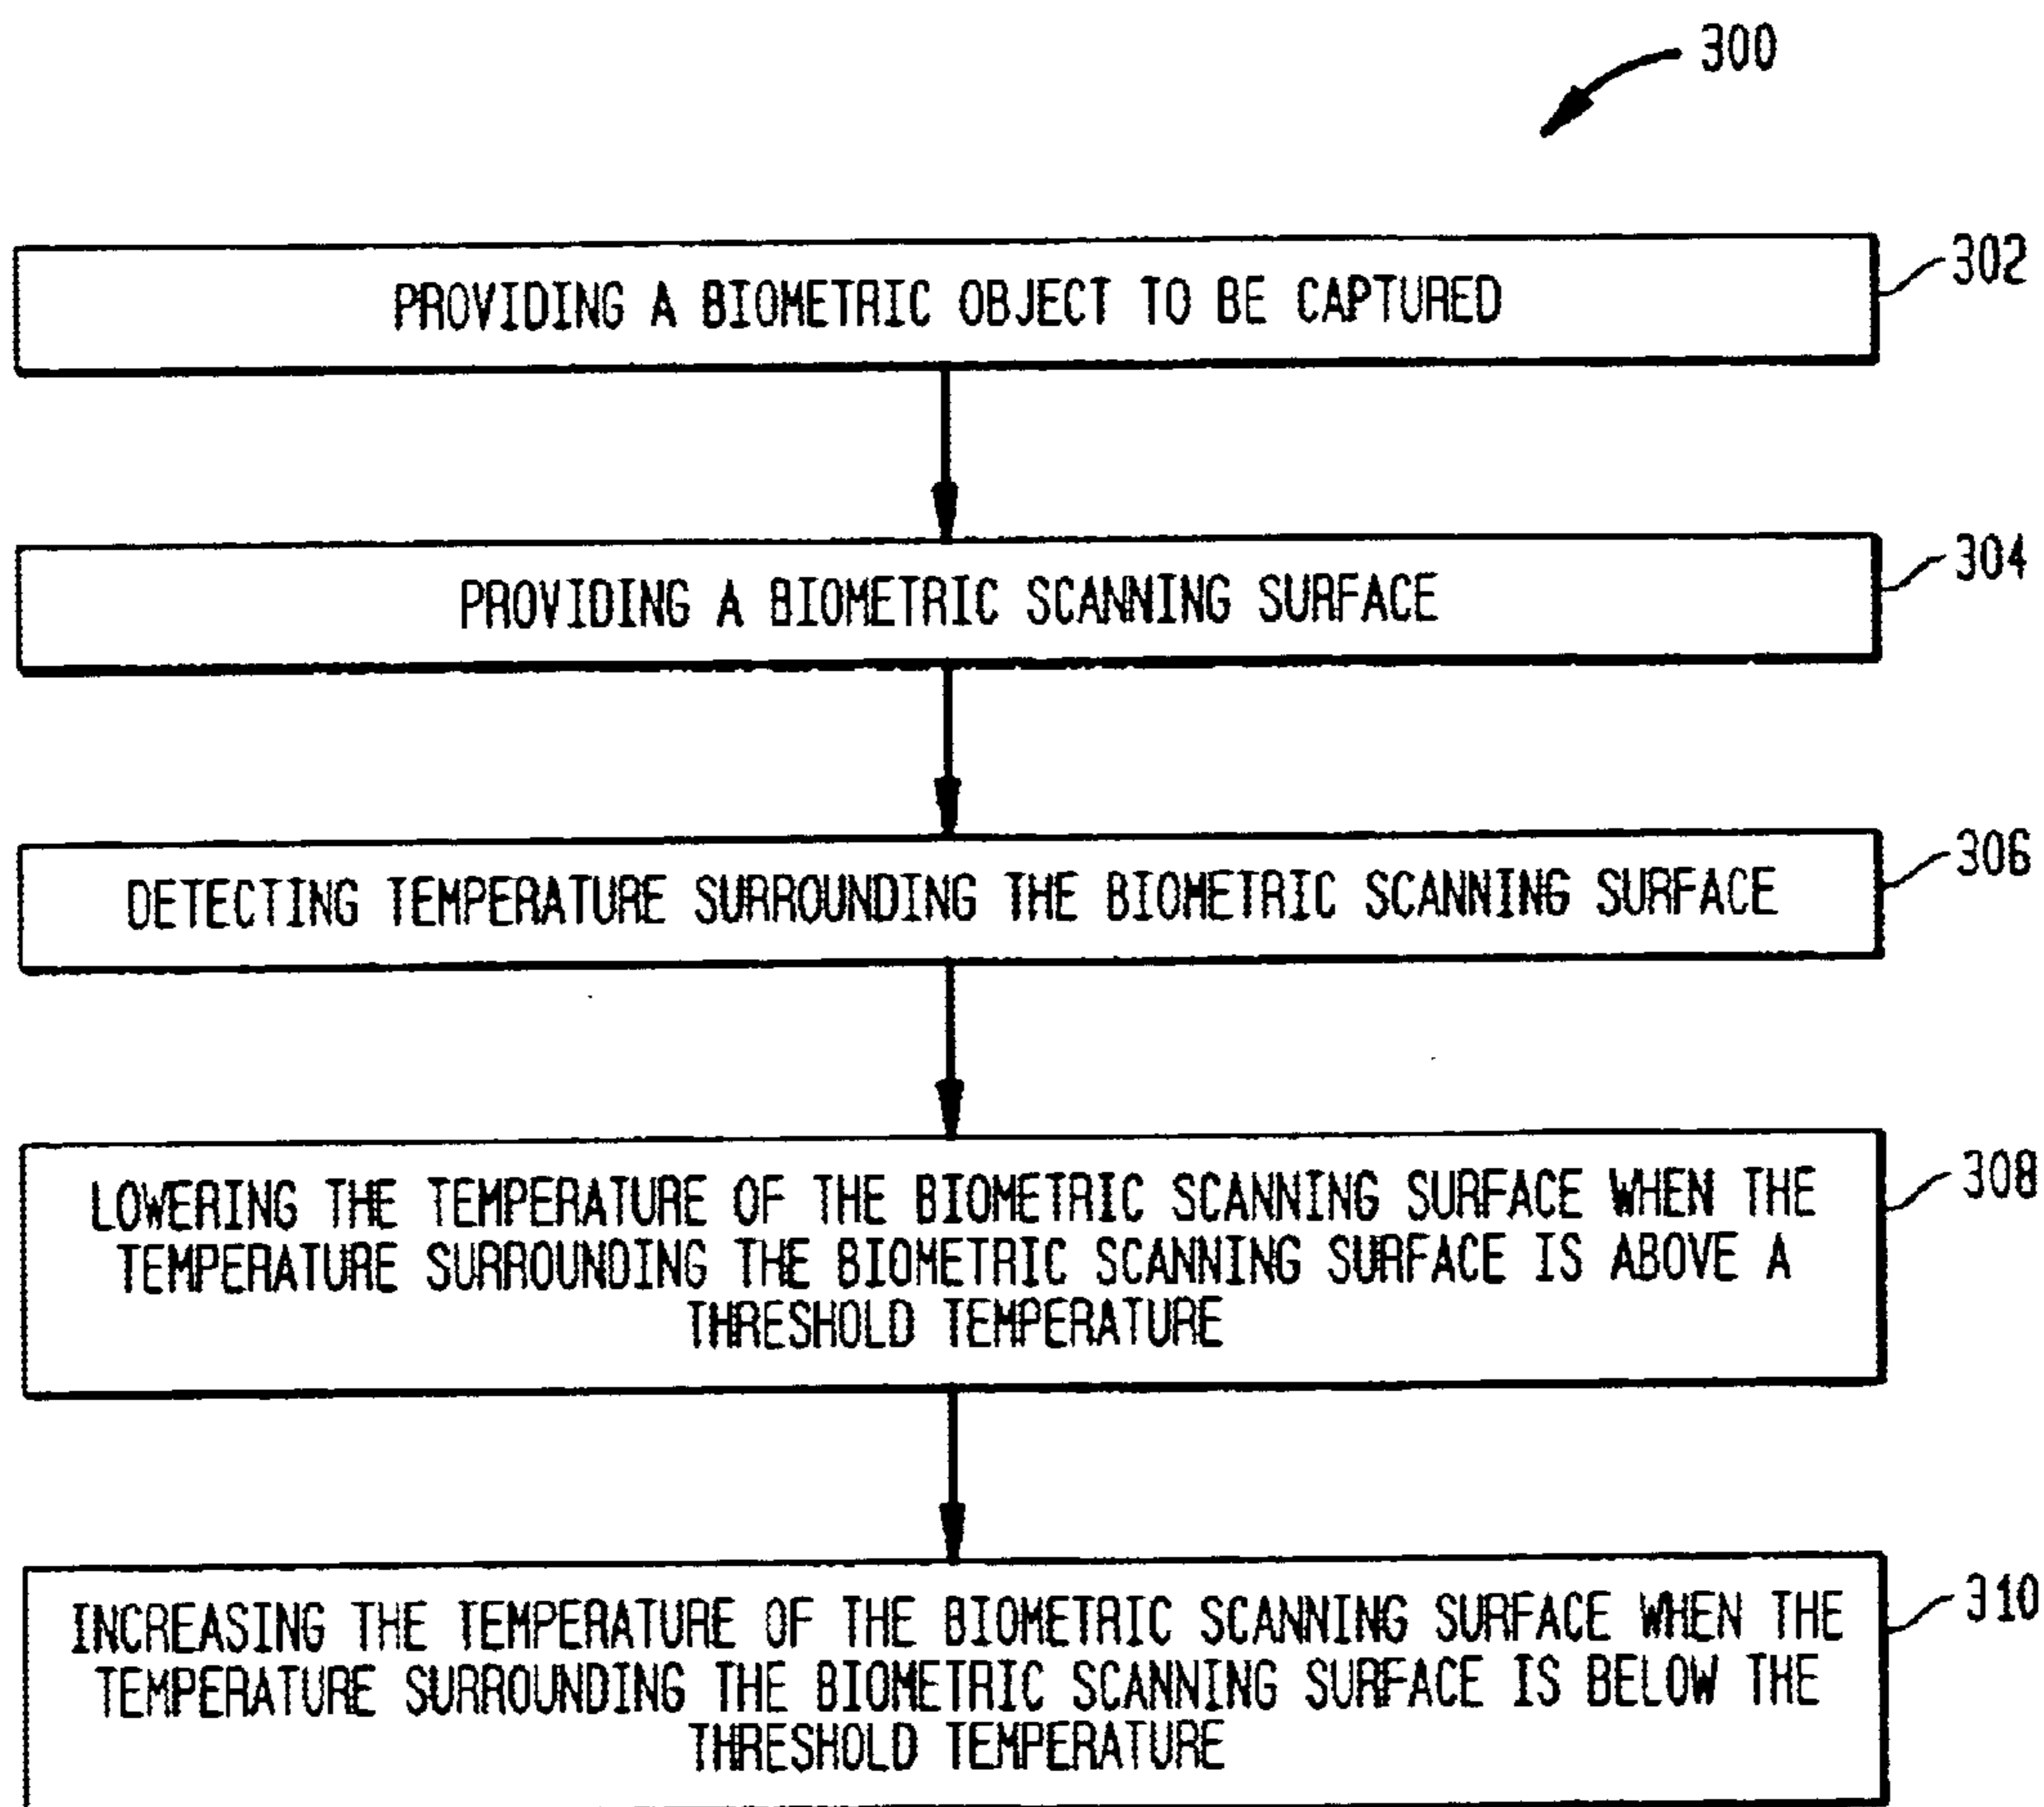 300
PROVIDING A BIOMETRIC OBJECT TO BE CAPTURED
302
PROVIDING A BIOMETRIC SCANNING SURFACE
304
DETECTING TEMPERATURE SURROUNDING THE BIOMETRIC SCANNING SURFACE
306
LOWERING THE TEMPERATURE OF THE BIOMETRIC SCANNING SURFACE WHEN THE
TEMPERATURE SURROUNDING THE BIOMETRIC SCANNING SURFACE IS ABOVE A
THRESHOLD TEMPERATURE
308
INCREASING THE TEMPERATURE OF THE BIOMETRIC SCANNING SURFACE WHEN THE
TEMPERATURE SURROUNDING THE BIOMETRIC SCANNING SURFACE IS BELOW THE
THRESHOLD TEMPERATURE
310